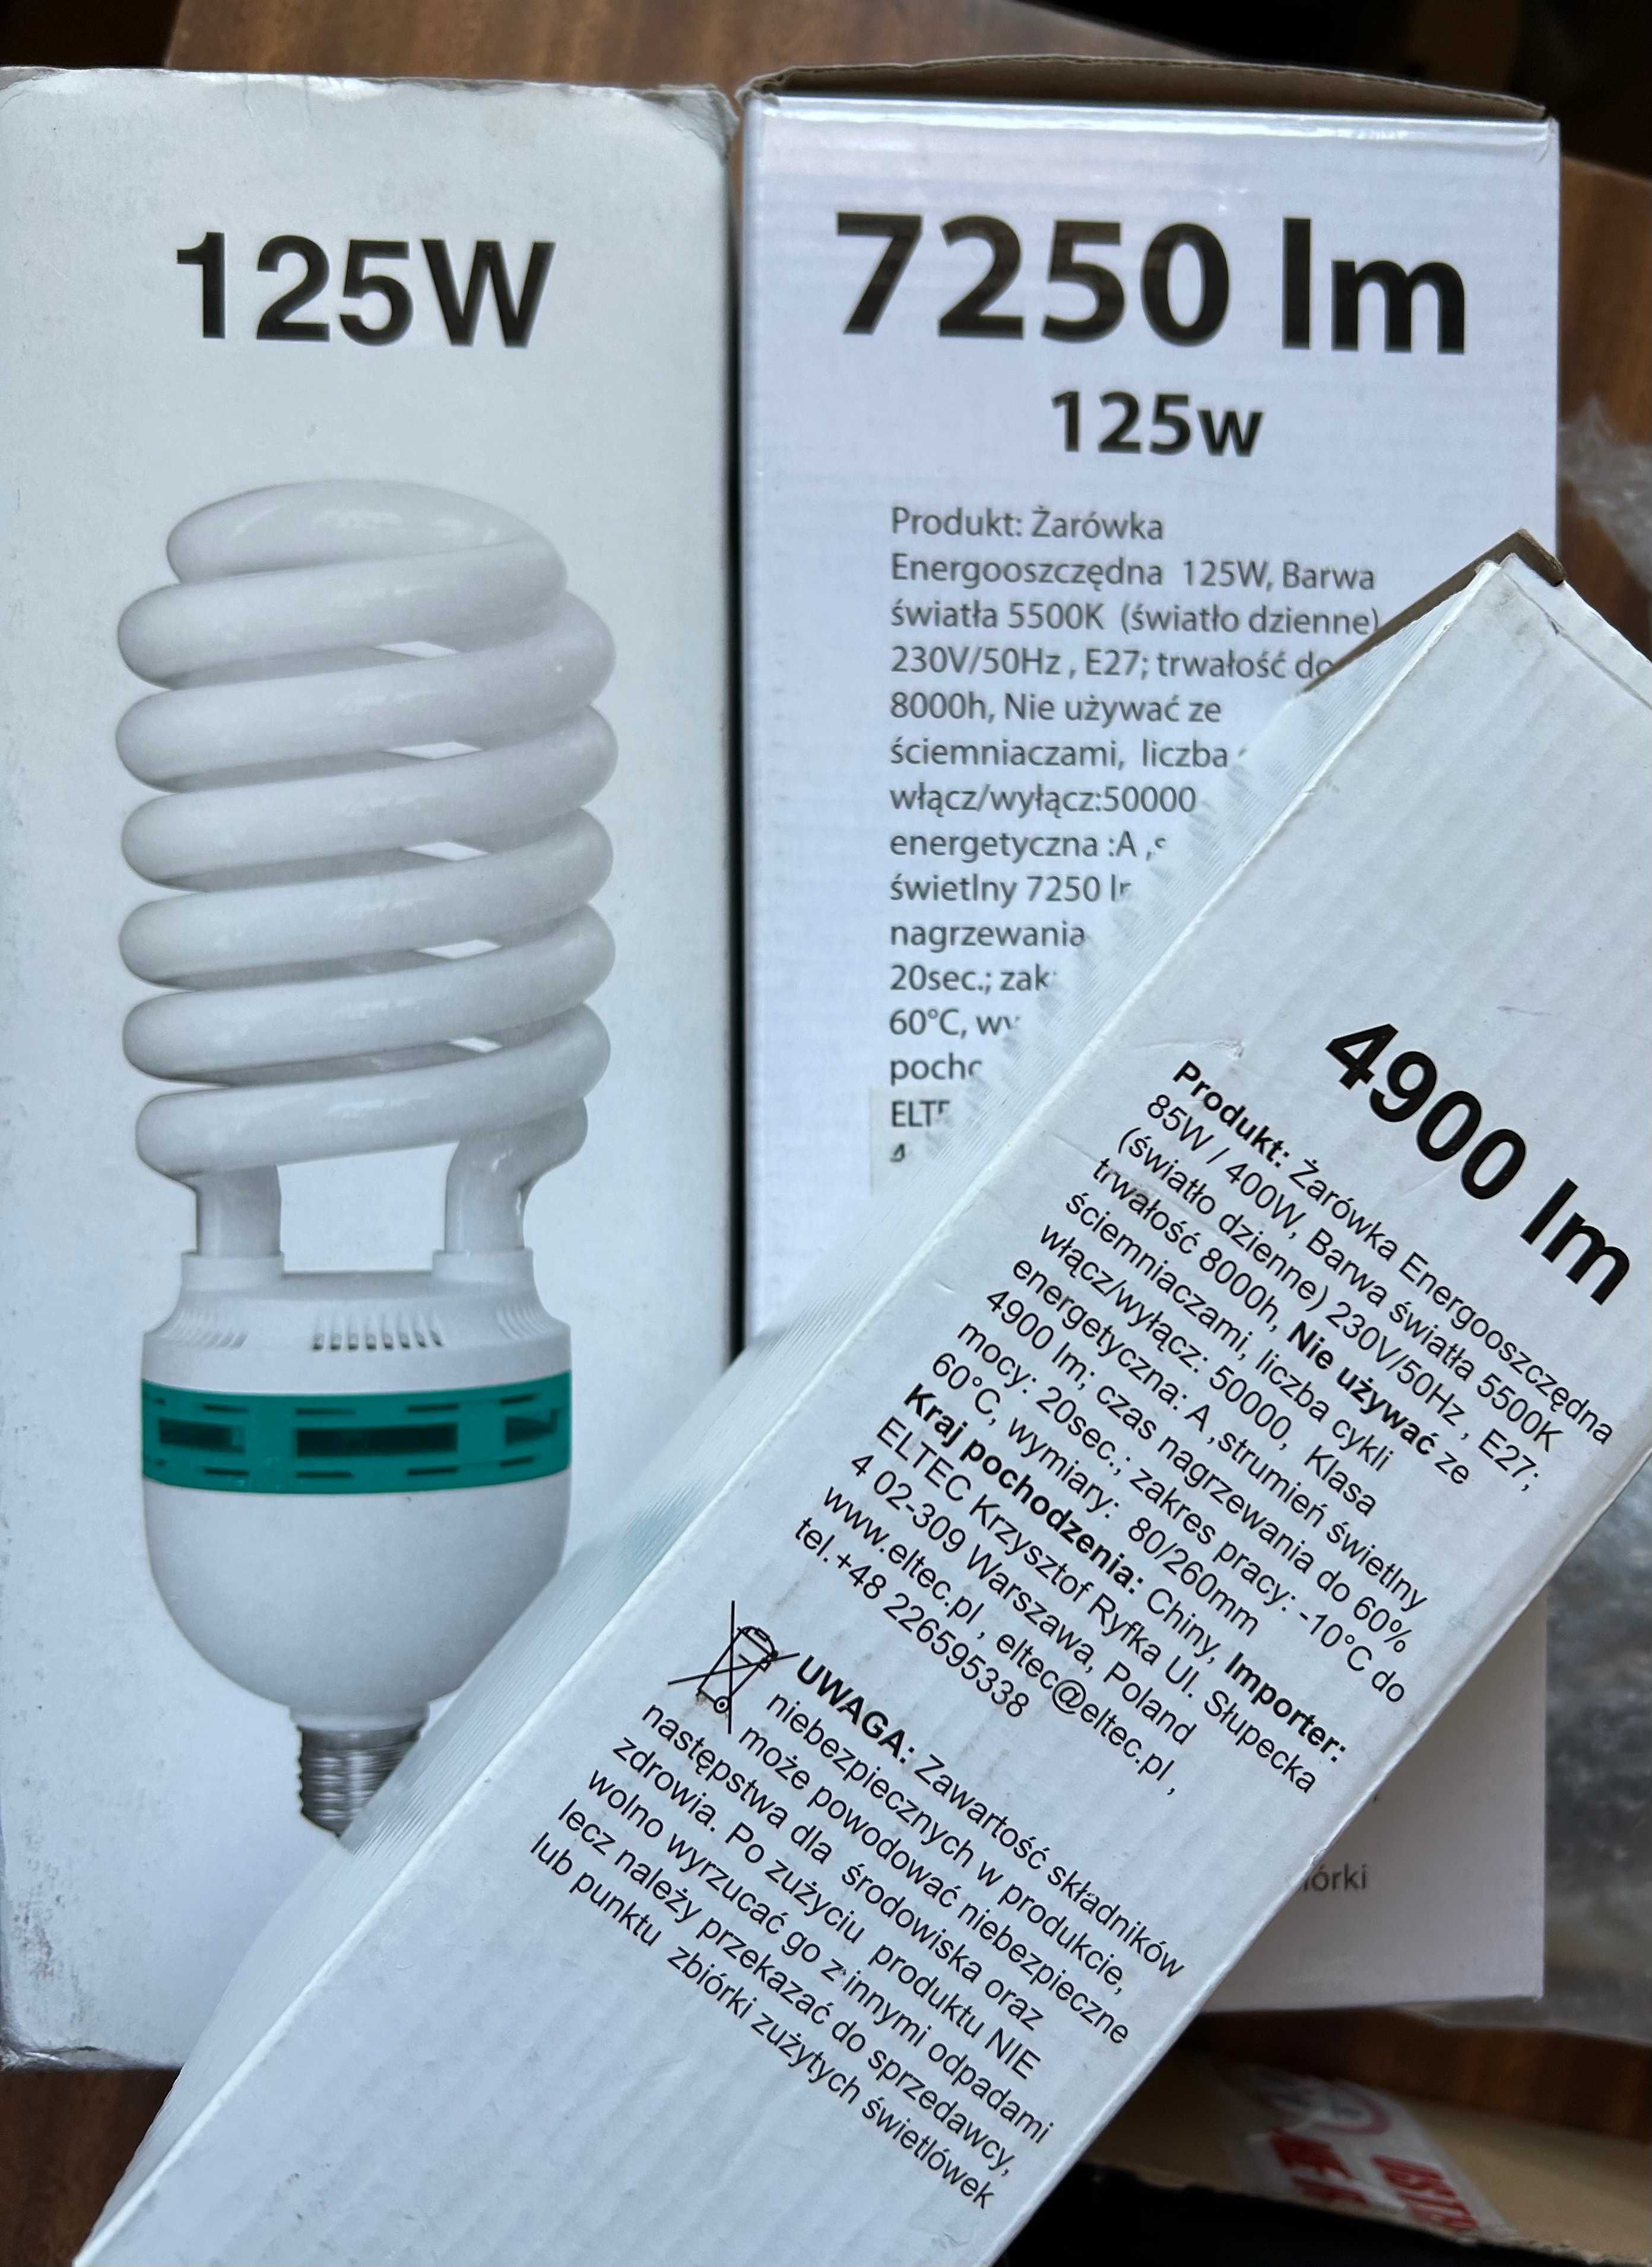 125W
7250 lm
125w
Produkt: Żarówka
Energooszczędna 125W, Barwa
światła 5500K (światło dzienne)
230V/50Hz , E27; trwałość do
8000h, Nie używać ze
ściemniaczami, liczba
włącz/wyłącz:50000
energetyczna :A ,
świetlny 7250
nagrzewania
20sec.;
60°C,
4900 lm
Produkt: Żarówka Energooszczędna
85W / 400W, Barwa światła 5500K
(światło dzienne) 230V/50Hz , E27;
trwałość 8000h, Nie używać ze
ściemniaczami, liczba cykli
włącz/wyłącz: 50000, Klasa
energetyczna: A ,strumień świetlny
4900 lm; czas nagrzewania do 60%
mocy: 20sec.; zakres pracy: -10°C do
60°C, wymiary: 80/260mm
Kraj pochodzenia: Chiny, Importer:
ELTEC Krzysztof Ryfka Ul. Słupecka
4 02-309 Warszawa, Poland
www.eltec.pl , eltec@eltec.pl ,
tel.+48 226595338
UWAGA: Zawartość składników
niebezpiecznych w produkcie,
może powodować niebezpieczne
następstwa dla środowiska oraz
zdrowia. Po zużyciu produktu NIE
wolno wyrzucać go z innymi odpadami
lecz należy przekazać do sprzedawcy,
lub punktu zbiórki zużytych świetlówek